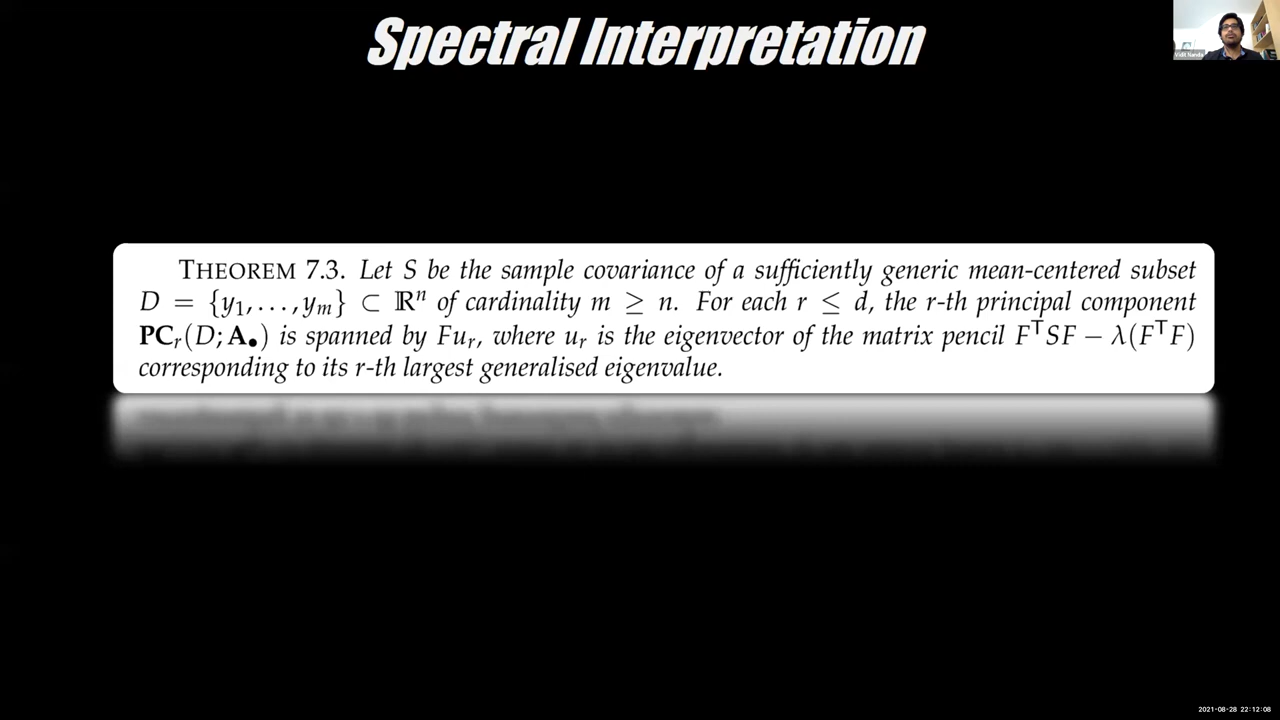 Spectral Interpretation
Vidit Nanda
THEOREM 7.3. Let S be the sample covariance of a sufficiently generic mean-centered subset
D = {y₁, . . . , yₘ} ⊂ ℝⁿ of cardinality m ≥ n. For each r ≤ d, the r-th principal component
PCᵣ(D; A•) is spanned by Fuᵣ, where uᵣ is the eigenvector of the matrix pencil FᵀSF − λ(FᵀF)
corresponding to its r-th largest generalised eigenvalue.
2021-08-28 22:12:08